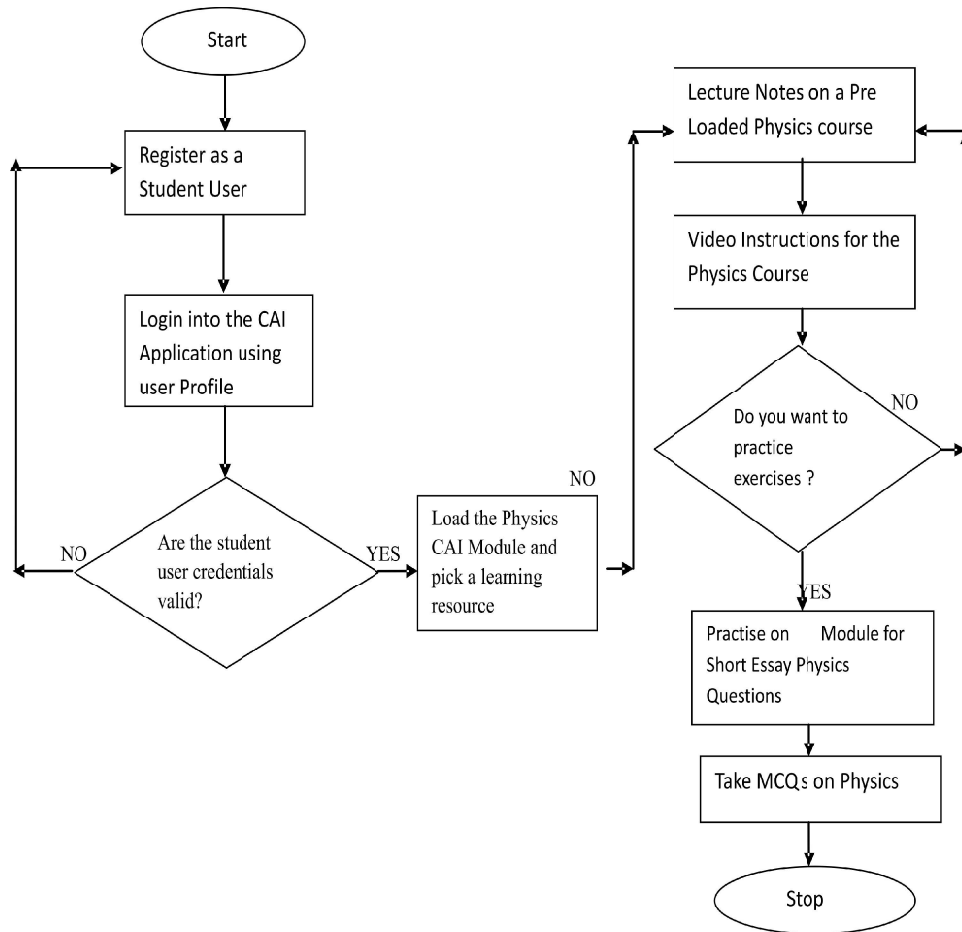 Start
Register as a
Student User
Login into the CAI
Application using
user Profile
NO
Are the student
user credentials
valid?
YES
NO
Load the Physics
CAI Module and
pick a learning
resource
Lecture Notes on a Pre
Loaded Physics course
Video Instructions for the
Physics Course
NO
Do you want to
practice
exercises ?
YES
Practise on Module for
Short Essay Physics
Questions
Take MCQs on Physics
Stop